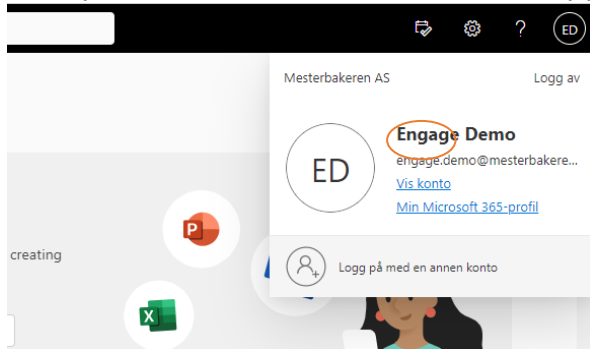 ?
ED
Mesterbakeren AS
Logg av
ED
Engage Demo
engage.demo@mesterbakere...
Vis konto
Min Microsoft 365-profil
P
creating
Logg på med en annen konto
X